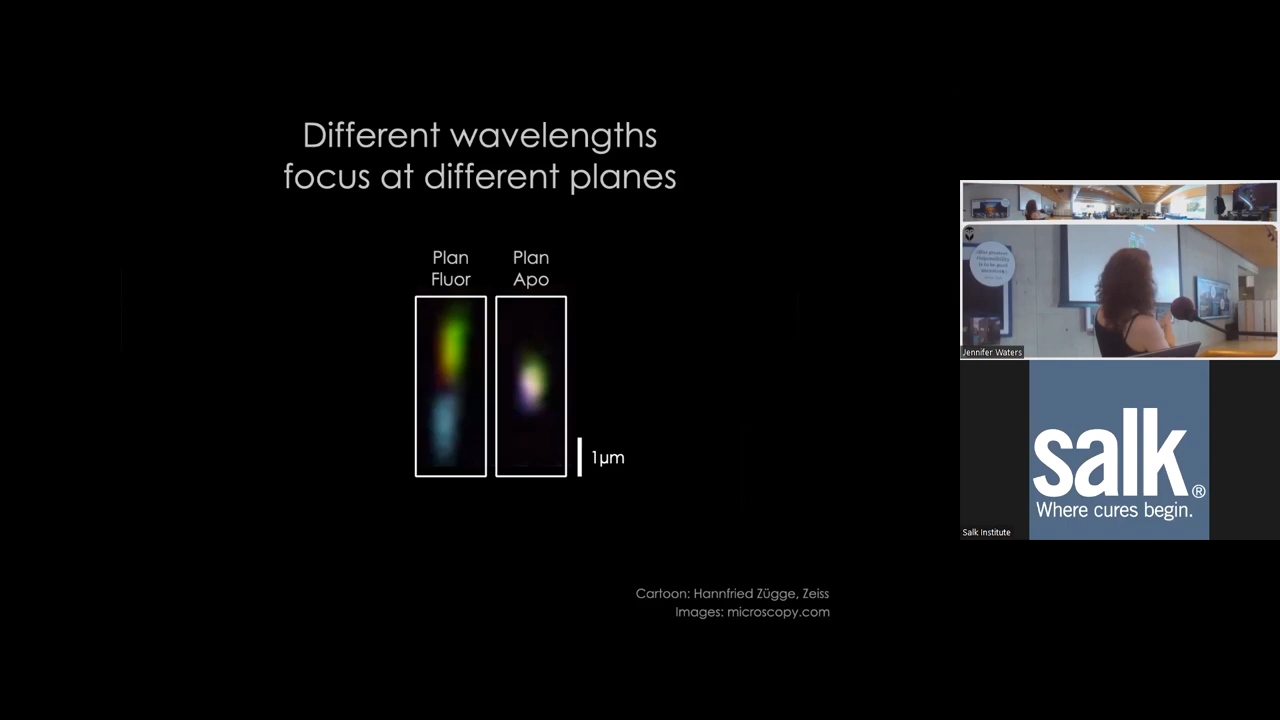 Different wavelengths
focus at different planes
Plan
Fluor
Plan
Apo
1µm
Cartoon: Hannfried Zügge, Zeiss
Images: microscopy.com
Jennifer Waters
salk®
Where cures begin.
Salk Institute